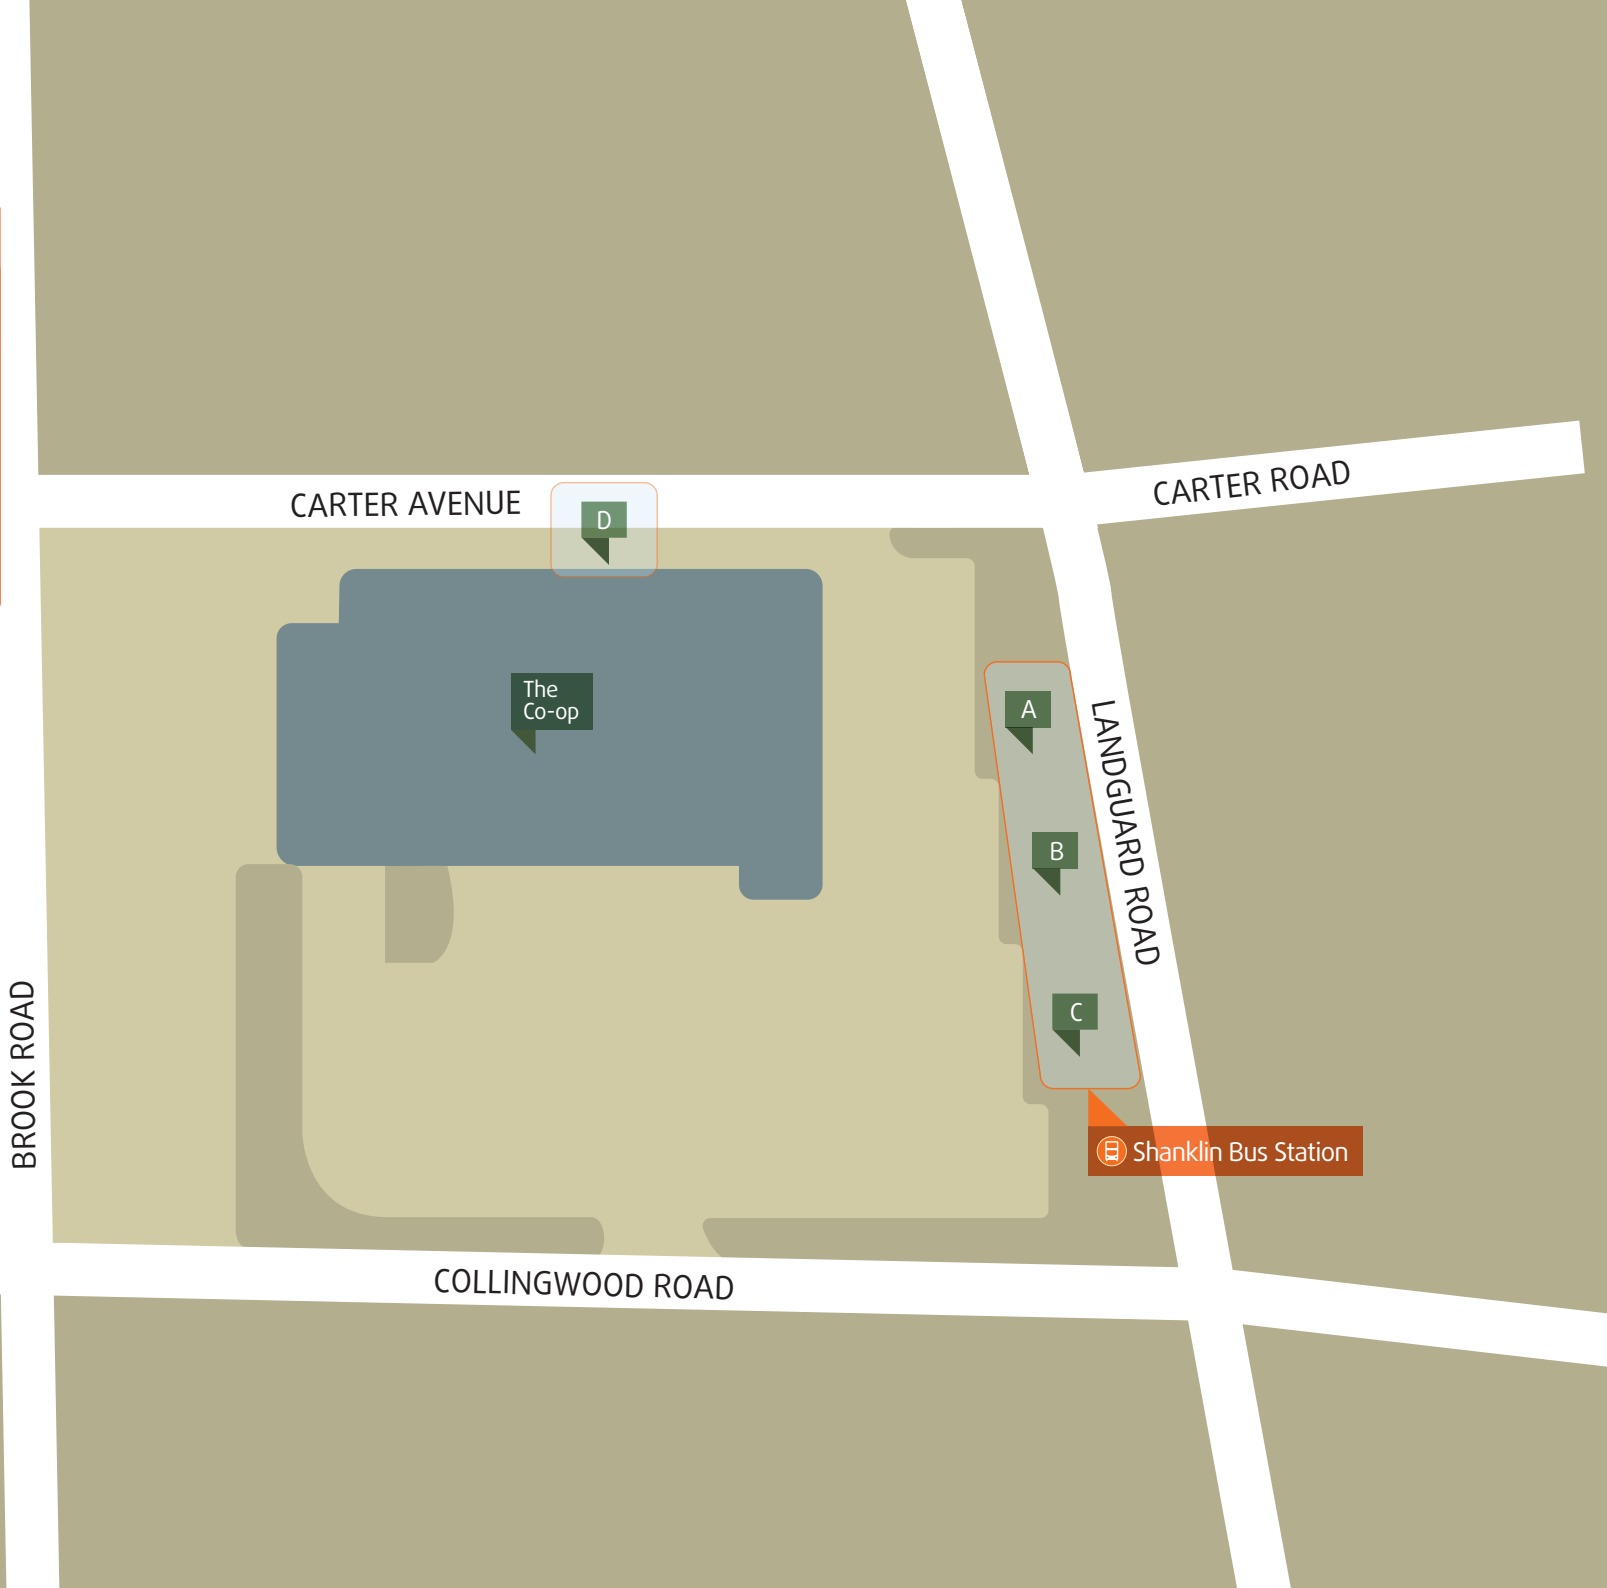 CARTER ROAD
CARTER AVENUE
D
The
Co-op
A
LANDGUARD ROAD
B
C
BROOK ROAD
Shanklin Bus Station
COLLINGWOOD ROAD